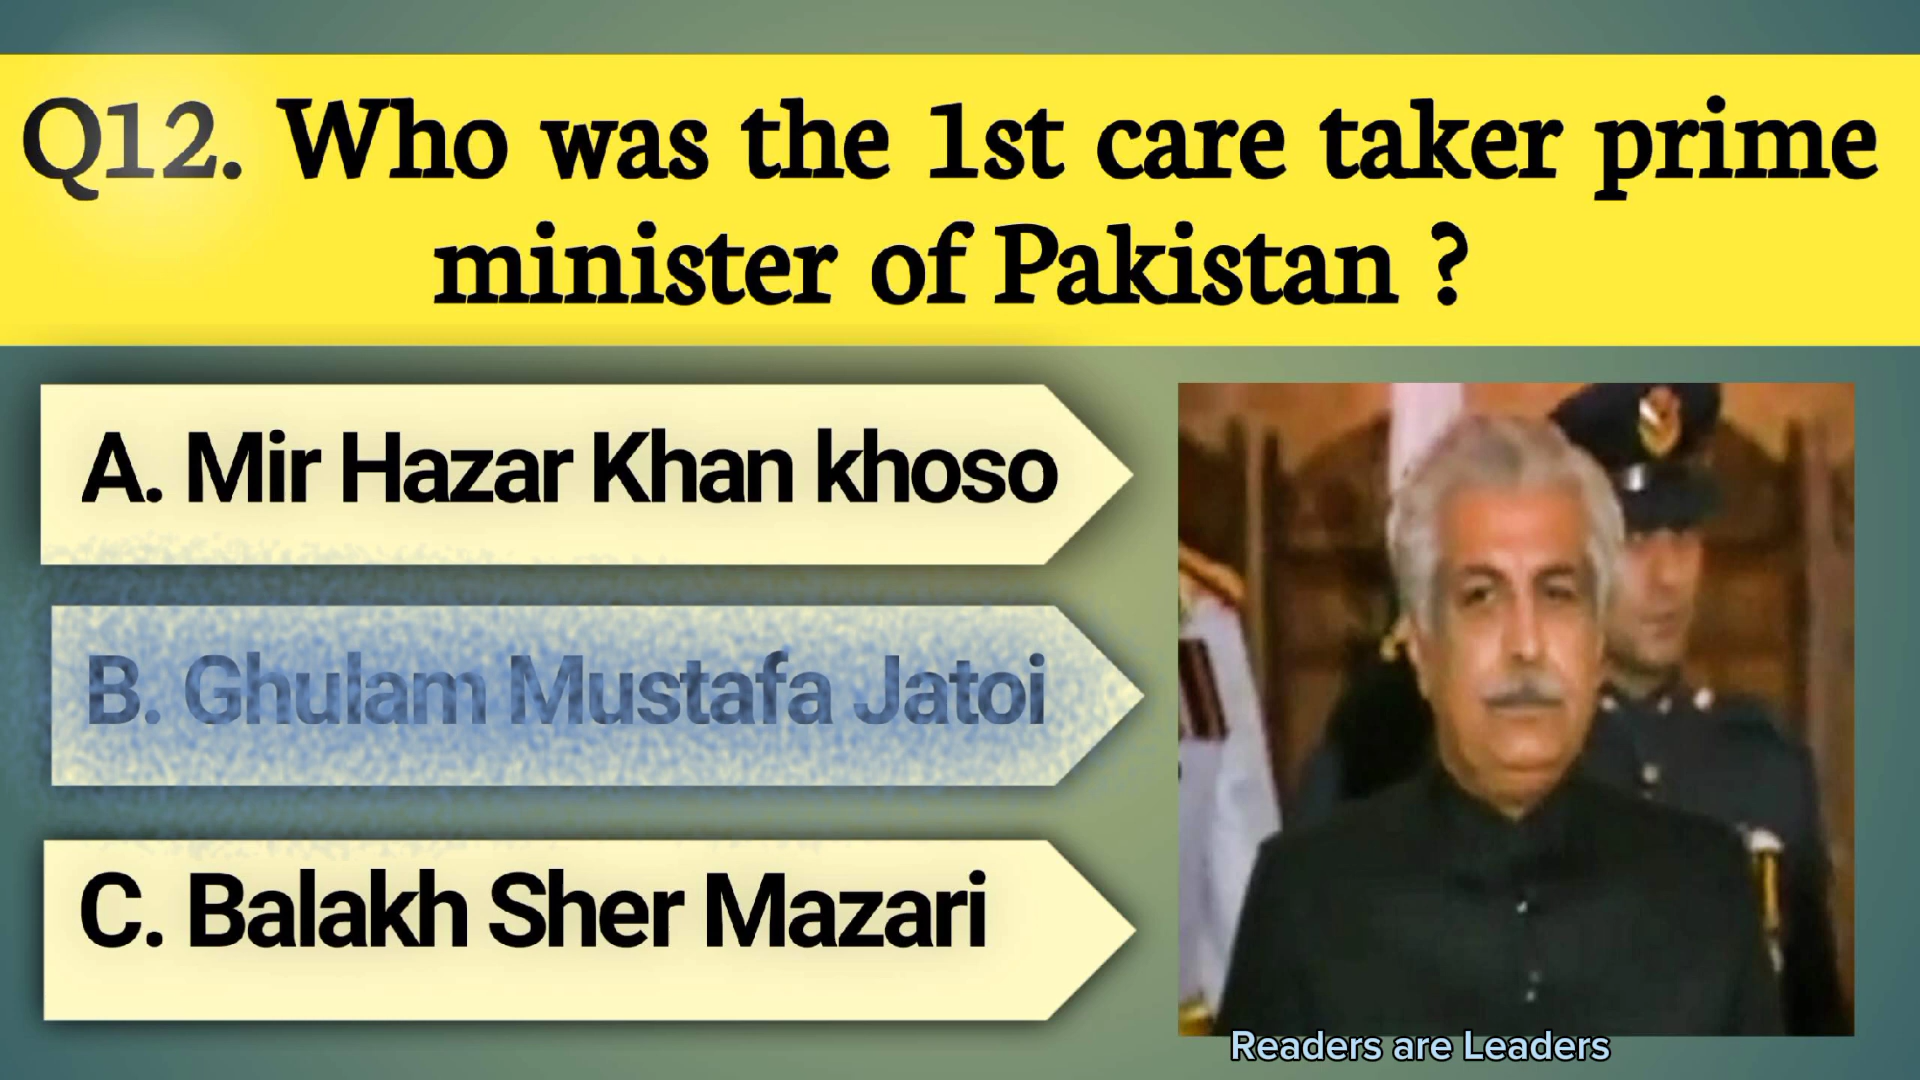 Q12. Who was the 1st care taker prime
minister of Pakistan ?
A. Mir Hazar Khan khoso
B. Ghulam Mustafa Jatoi
C. Balakh Sher Mazari
Readers are Leaders